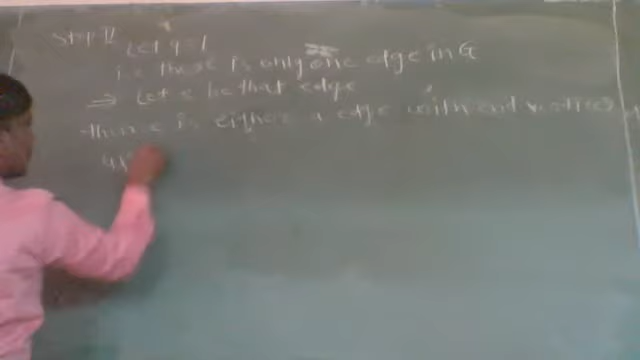 Step II Let q = 1
i.e there is only one edge in G
⇒ Let e be that edge
then e is either a edge with end vertices